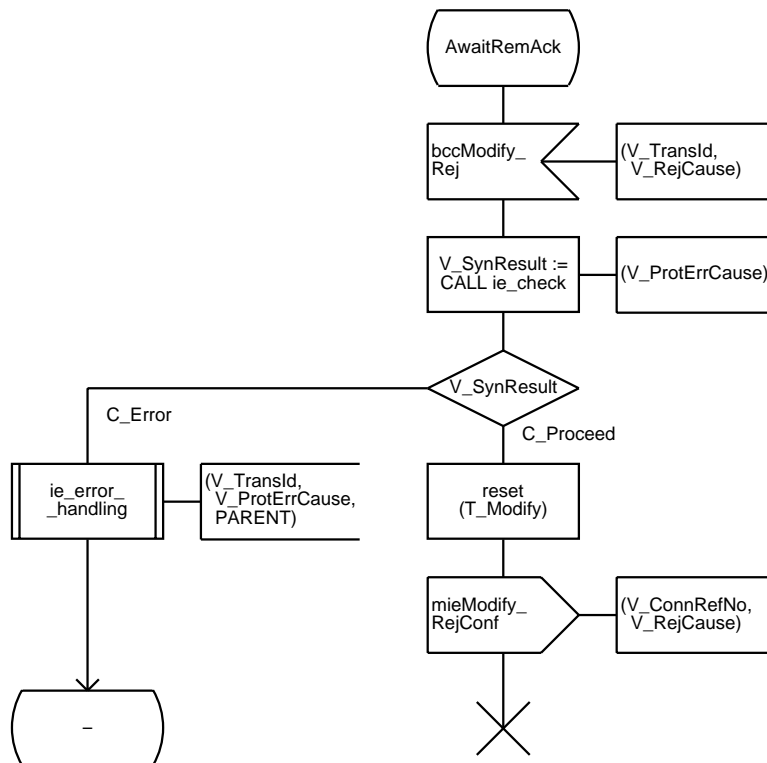 AwaitRemAck
bccModify_
Rej
(V_TransId,
V_RejCause)
V_SynResult :=
CALL ie_check
(V_ProtErrCause)
V_SynResult
C_Error
C_Proceed
ie_error_
_handling
(V_TransId,
V_ProtErrCause,
PARENT)
reset
(T_Modify)
mieModify_
RejConf
(V_ConnRefNo,
V_RejCause)
–